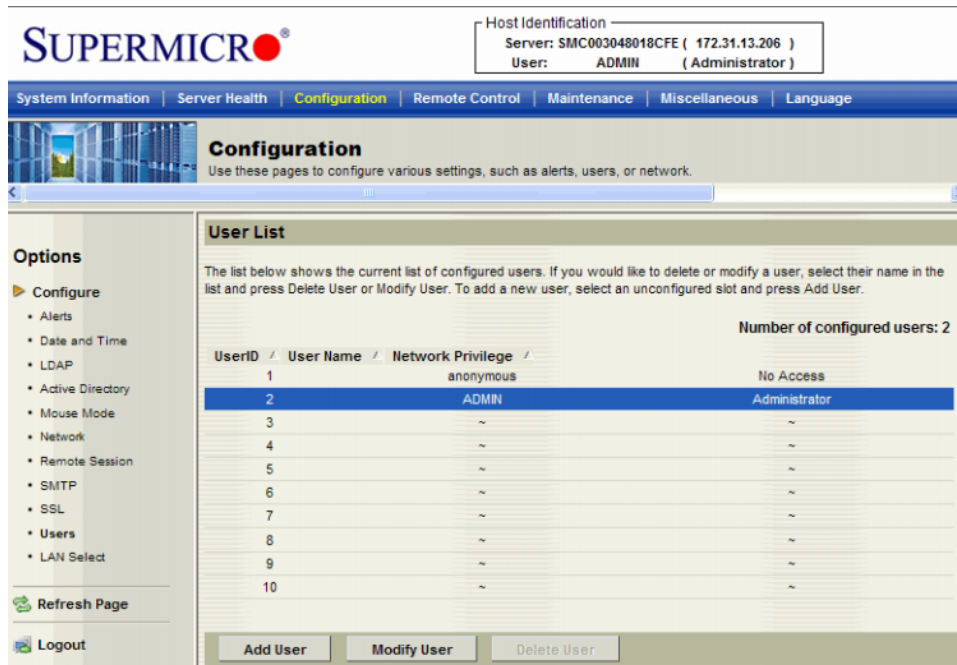 SUPERMICRO®
Host Identification
Server: SMC003048018CFE ( 172.31.13.206 )
User: ADMIN ( Administrator )
System Information | Server Health | Configuration | Remote Control | Maintenance | Miscellaneous | Language
Configuration
Use these pages to configure various settings, such as alerts, users, or network.
Options
Configure
• Alerts
• Date and Time
• LDAP
• Active Directory
• Mouse Mode
• Network
• Remote Session
• SMTP
• SSL
• Users
• LAN Select
Refresh Page
Logout
User List
The list below shows the current list of configured users. If you would like to delete or modify a user, select their name in the
list and press Delete User or Modify User. To add a new user, select an unconfigured slot and press Add User.
Number of configured users: 2
UserID / User Name / Network Privilege /
1 anonymous No Access
2 ADMIN Administrator
3 ~ ~
4 ~ ~
5 ~ ~
6 ~ ~
7 ~ ~
8 ~ ~
9 ~ ~
10 ~ ~
Add User Modify User Delete User